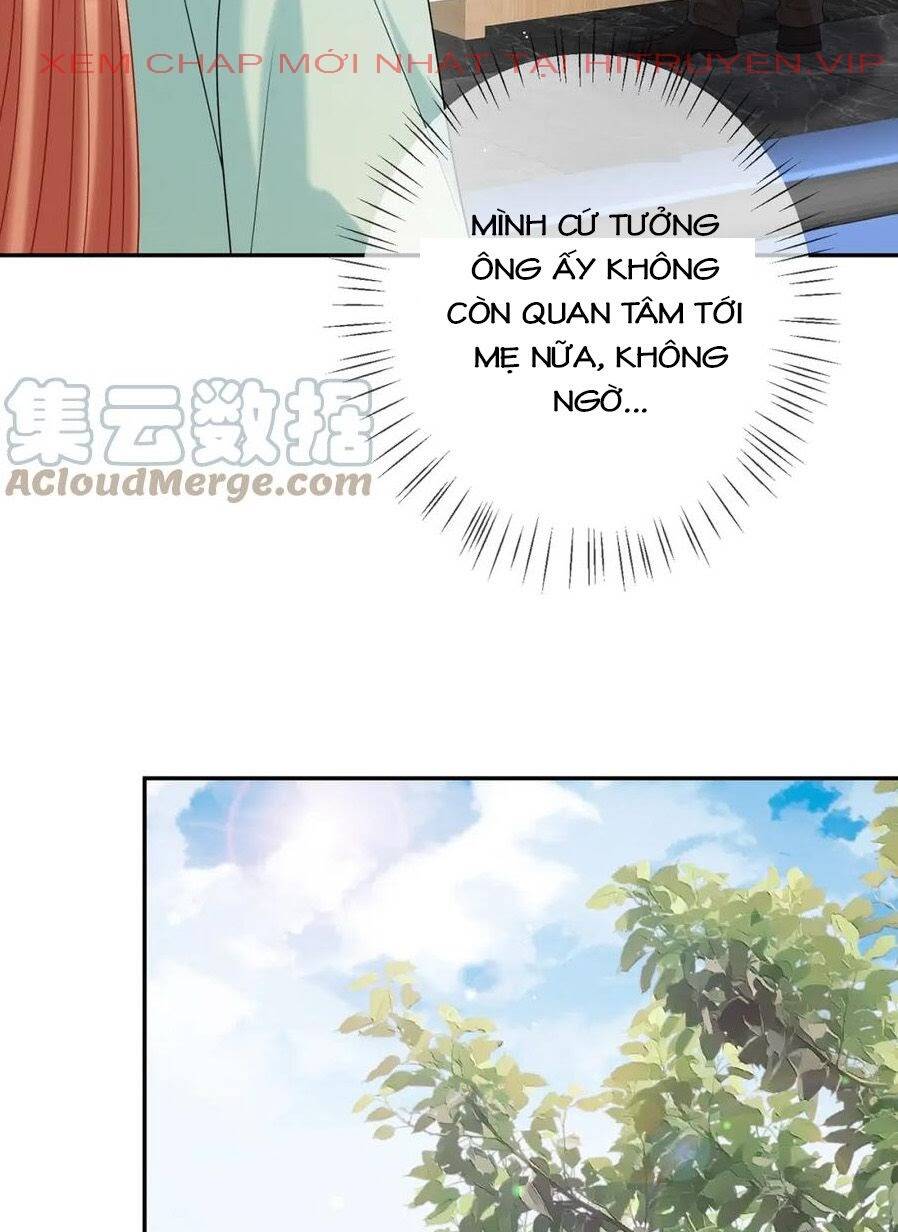 XEM CHAP MỚI NHẤT TẠI HITRUYEN.VIP
MÌNH CỨ TƯỞNG
ÔNG ẤY KHÔNG
CÒN QUAN TÂM TỚI
MẸ NỮA, KHÔNG
NGỜ...
集云数据
ACloudMerge.com